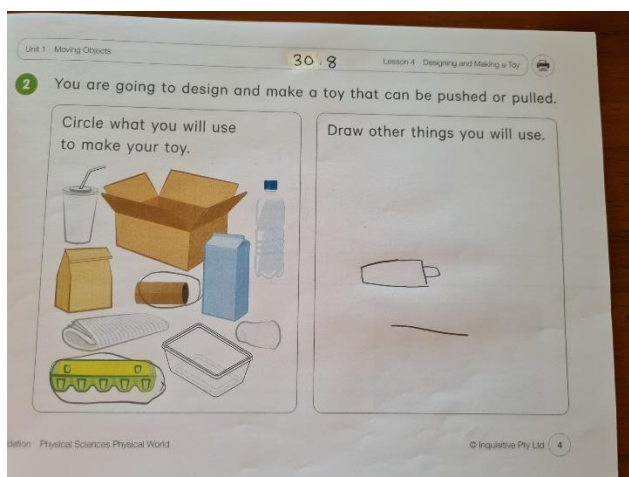 Unit 1 Moving Objects
30.8
Lesson 4 Designing and Making a Toy
2 You are going to design and make a toy that can be pushed or pulled.
Circle what you will use
to make your toy.
Draw other things you will use.
dation Physical Sciences Physical World
© Inquisitive Pty Ltd 4